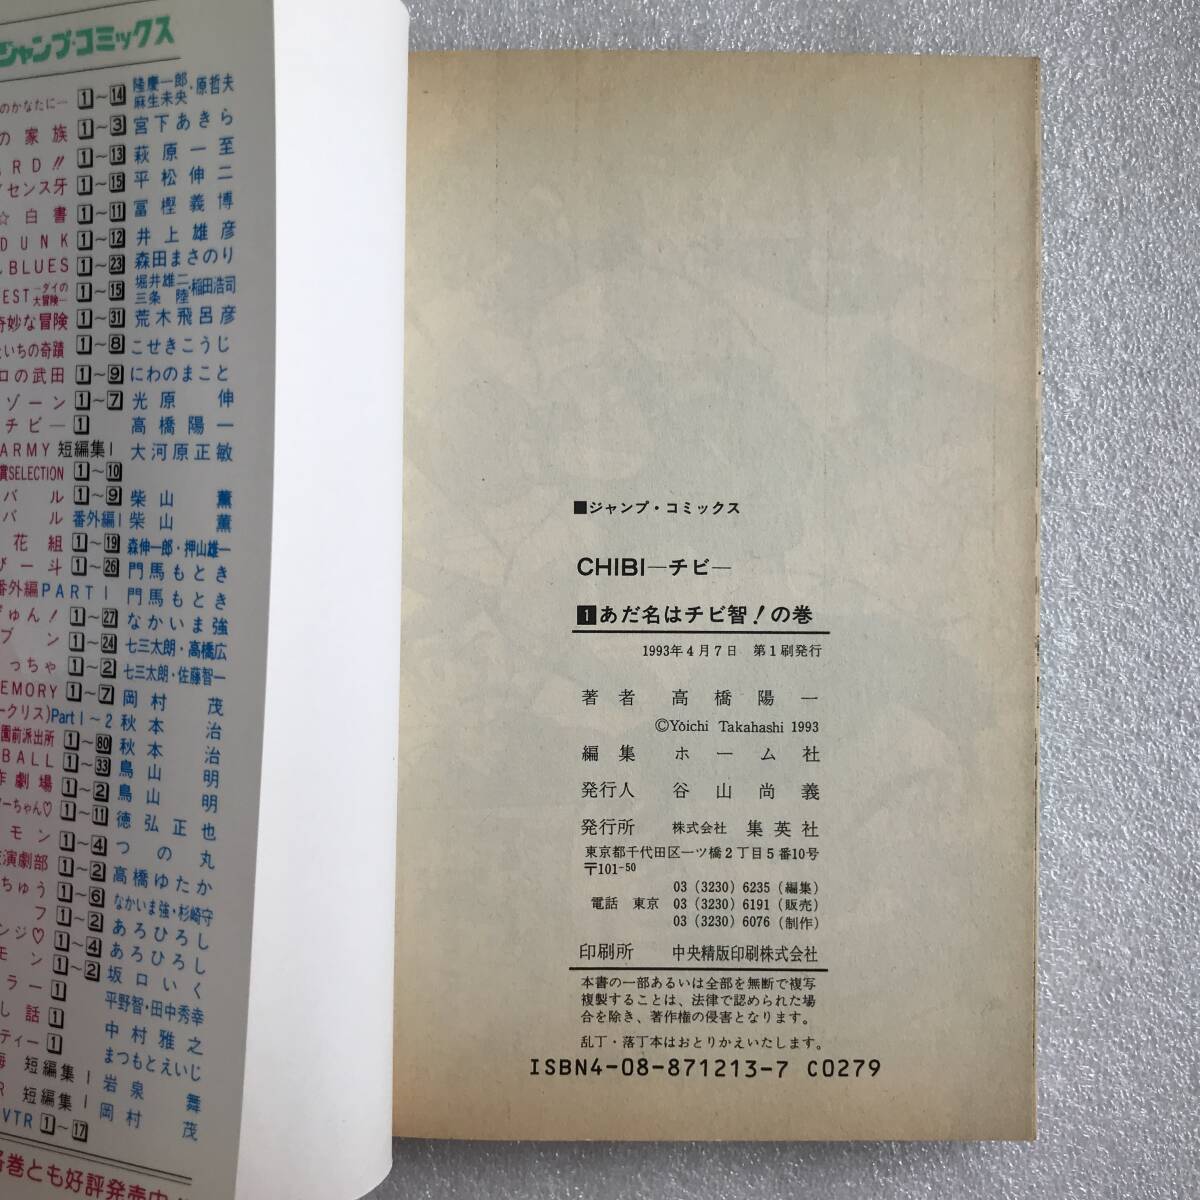 ジャンプ・コミックス
のかなたに— 1〜14 隆慶一郎 麻生未央・原哲夫
の家族 1〜3 宮下あきら
RD!! 1〜13 萩原一至
センス牙 1〜15 平松伸二
☆白書 1〜11 冨樫義博
DUNK 1〜12 井上雄彦
BLUES 1〜23 森田まさのり
EST —ダイの大冒険— 1〜15 堀井雄二 三条陸・稲田浩司
奇妙な冒険 1〜31 荒木飛呂彦
いちの奇蹟 1〜8 こせきこうじ
ロの武田 1〜9 にわのまこと
ゾーン 1〜7 光原伸
チビ— 1 高橋陽一
ARMY 短編集I 大河原正敏
賞SELECTION 1〜10
バル 1〜9 柴山薫
バル 番外編I 柴山薫
花組 1〜19 森伸一郎・押山雄一
び一斗 1〜26 門馬もとき
番外編PART I 門馬もとき
ぎゅん! 1〜27 なかいま強
ブン 1〜24 七三太朗・高橋広
っちゃ 1〜2 七三太朗・佐藤智一
EMORY 1〜7 岡村茂
ークリス)Part I〜2 秋本治
園前派出所 1〜80 秋本治
BALL 1〜33 鳥山明
作劇場 1〜2 鳥山明
ーちゃん♡ 1〜11 徳弘正也
モン 1〜4 つの丸
演劇部 1〜2 高橋ゆたか
ちゅう 1〜6 なかいま強・杉崎守
フ 1〜2 あろひろし
ンジ♡ 1〜4 あろひろし
モン 1〜2 坂口いく
ラー 1 平野智・田中秀幸
し話 1 中村雅之
ティー 1 まつもとえいじ
短編集I 岩泉舞
R 短編集I 岡村茂
VTR 1〜17
各巻とも好評発売中
■ジャンプ・コミックス
CHIBI—チビ—
1あだ名はチビ智!の巻
1993年4月7日 第1刷発行
著者 高橋陽一
©Yōichi Takahashi 1993
編集 ホーム社
発行人 谷山尚義
発行所 株式会社 集英社
東京都千代田区一ツ橋2丁目5番10号
〒101-50
03(3230)6235(編集)
電話 東京 03(3230)6191(販売)
03(3230)6076(制作)
印刷所 中央精版印刷株式会社
本書の一部あるいは全部を無断で複写
複製することは、法律で認められた場
合を除き、著作権の侵害となります。
乱丁・落丁本はおとりかえいたします。
ISBN4-08-871213-7 C0279